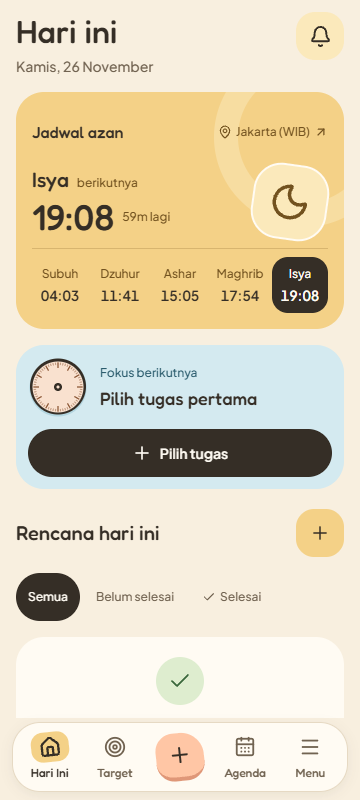 Hari ini
Kamis, 26 November
Jadwal azan
Jakarta (WIB)
Isya berikutnya
19:08 59m lagi
Subuh Dzuhur Ashar Maghrib Isya
04:03 11:41 15:05 17:54 19:08
Fokus berikutnya
Pilih tugas pertama
Pilih tugas
Rencana hari ini
Semua Belum selesai Selesai
Hari Ini Target Agenda Menu